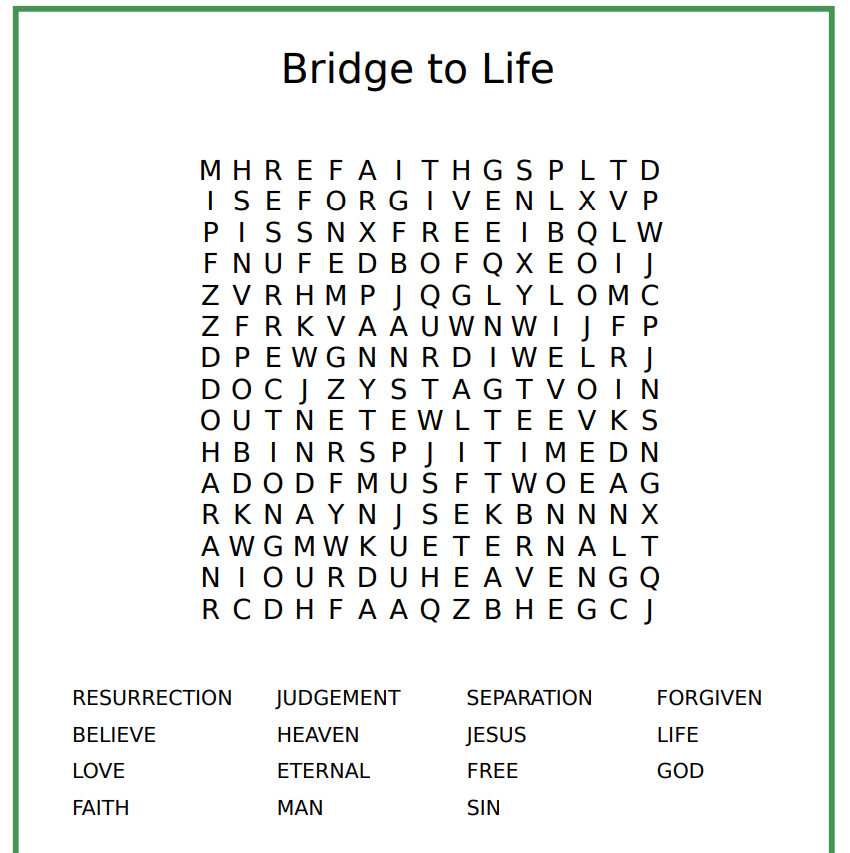 Bridge to Life
M H R E F A I T H G S P L T D
I S E F O R G I V E N L X V P
P I S S N X F R E E I B Q L W
F N U F E D B O F Q X E O I J
Z V R H M P J Q G L Y L O M C
Z F R K V A A U W N W I J F P
D P E W G N N R D I W E L R J
D O C J Z Y S T A G T V O I N
O U T N E T E W L T E E V K S
H B I N R S P J I T I M E D N
A D O D F M U S F T W O E A G
R K N A Y N J S E K B N N N X
A W G M W K U E T E R N A L T
N I O U R D U H E A V E N G Q
R C D H F A A Q Z B H E G C J
RESURRECTION JUDGEMENT SEPARATION FORGIVEN
BELIEVE HEAVEN JESUS LIFE
LOVE ETERNAL FREE GOD
FAITH MAN SIN